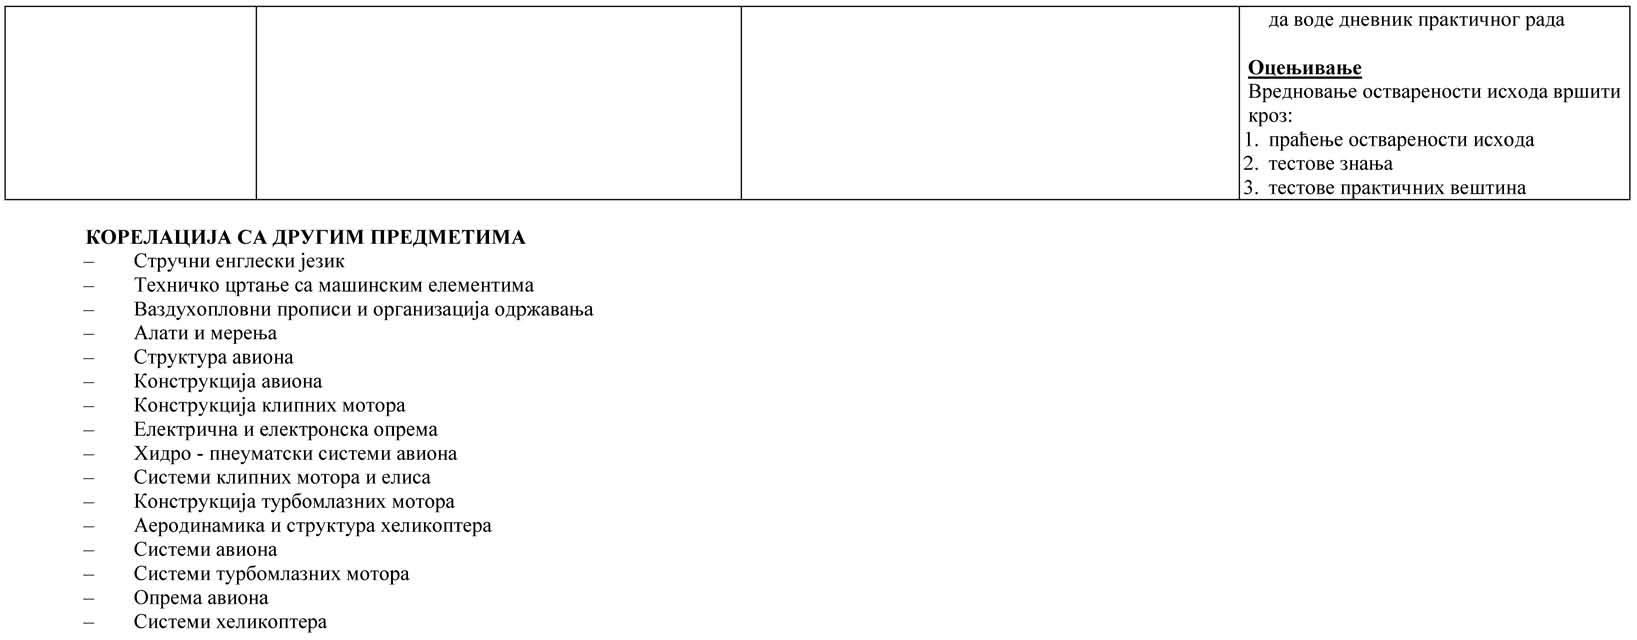 да воде дневник практичног рада
Оцењивање
Вредновање остварености исхода вршити
кроз:
1. праћење остварености исхода
2. тестове знања
3. тестове практичних вештина
КОРЕЛАЦИЈА СА ДРУГИМ ПРЕДМЕТИМА
– Стручни енглески језик
– Техничко цртање са машинским елементима
– Ваздухопловни прописи и организација одржавања
– Алати и мерења
– Структура авиона
– Конструкција авиона
– Конструкција клипних мотора
– Електрична и електронска опрема
– Хидро - пнеуматски системи авиона
– Системи клипних мотора и елиса
– Конструкција турбомлазних мотора
– Аеродинамика и структура хеликоптера
– Системи авиона
– Системи турбомлазних мотора
– Опрема авиона
– Системи хеликоптера